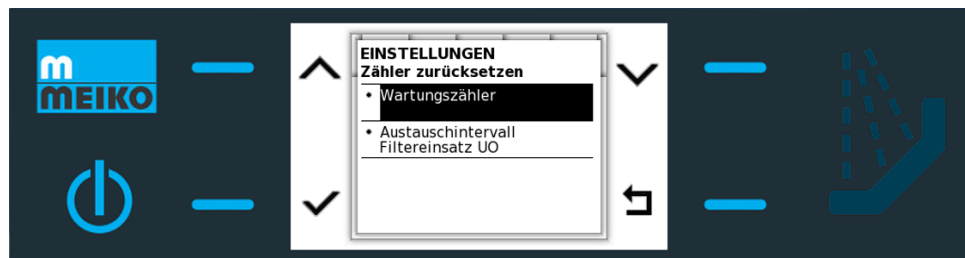 m
MEIKO
EINSTELLUNGEN
Zähler zurücksetzen
• Wartungszähler
• Austauschintervall
Filtereinsatz UO